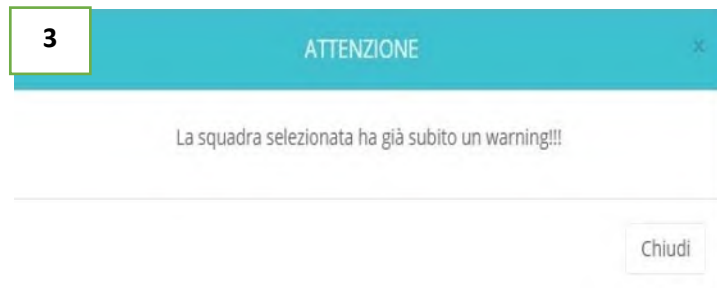 3
ATTENZIONE
x
La squadra selezionata ha già subito un warning!!!
Chiudi